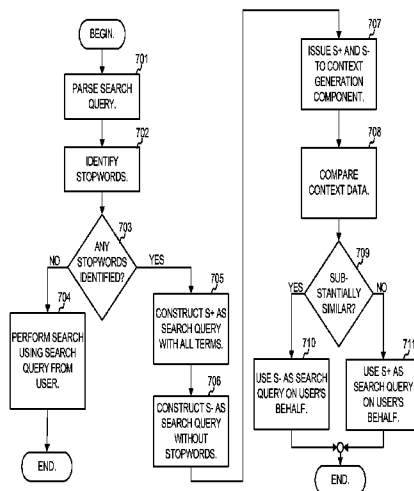 BEGIN.
701
PARSE SEARCH
QUERY.
702
IDENTIFY
STOPWORDS.
703
ANY
STOPWORDS
IDENTIFIED?
NO
YES
704
PERFORM SEARCH
USING SEARCH
QUERY FROM
USER.
END.
705
CONSTRUCT S+ AS
SEARCH QUERY
WITH ALL TERMS.
706
CONSTRUCT S- AS
SEARCH QUERY
WITHOUT
STOPWORDS.
707
ISSUE S+ AND S-
TO CONTEXT
GENERATION
COMPONENT.
708
COMPARE
CONTEXT DATA.
709
SUB-
STANTIALLY
SIMILAR?
YES
NO
710
USE S- AS SEARCH
QUERY ON USER'S
BEHALF.
711
USE S+ AS
SEARCH QUERY
ON USER'S
BEHALF.
END.